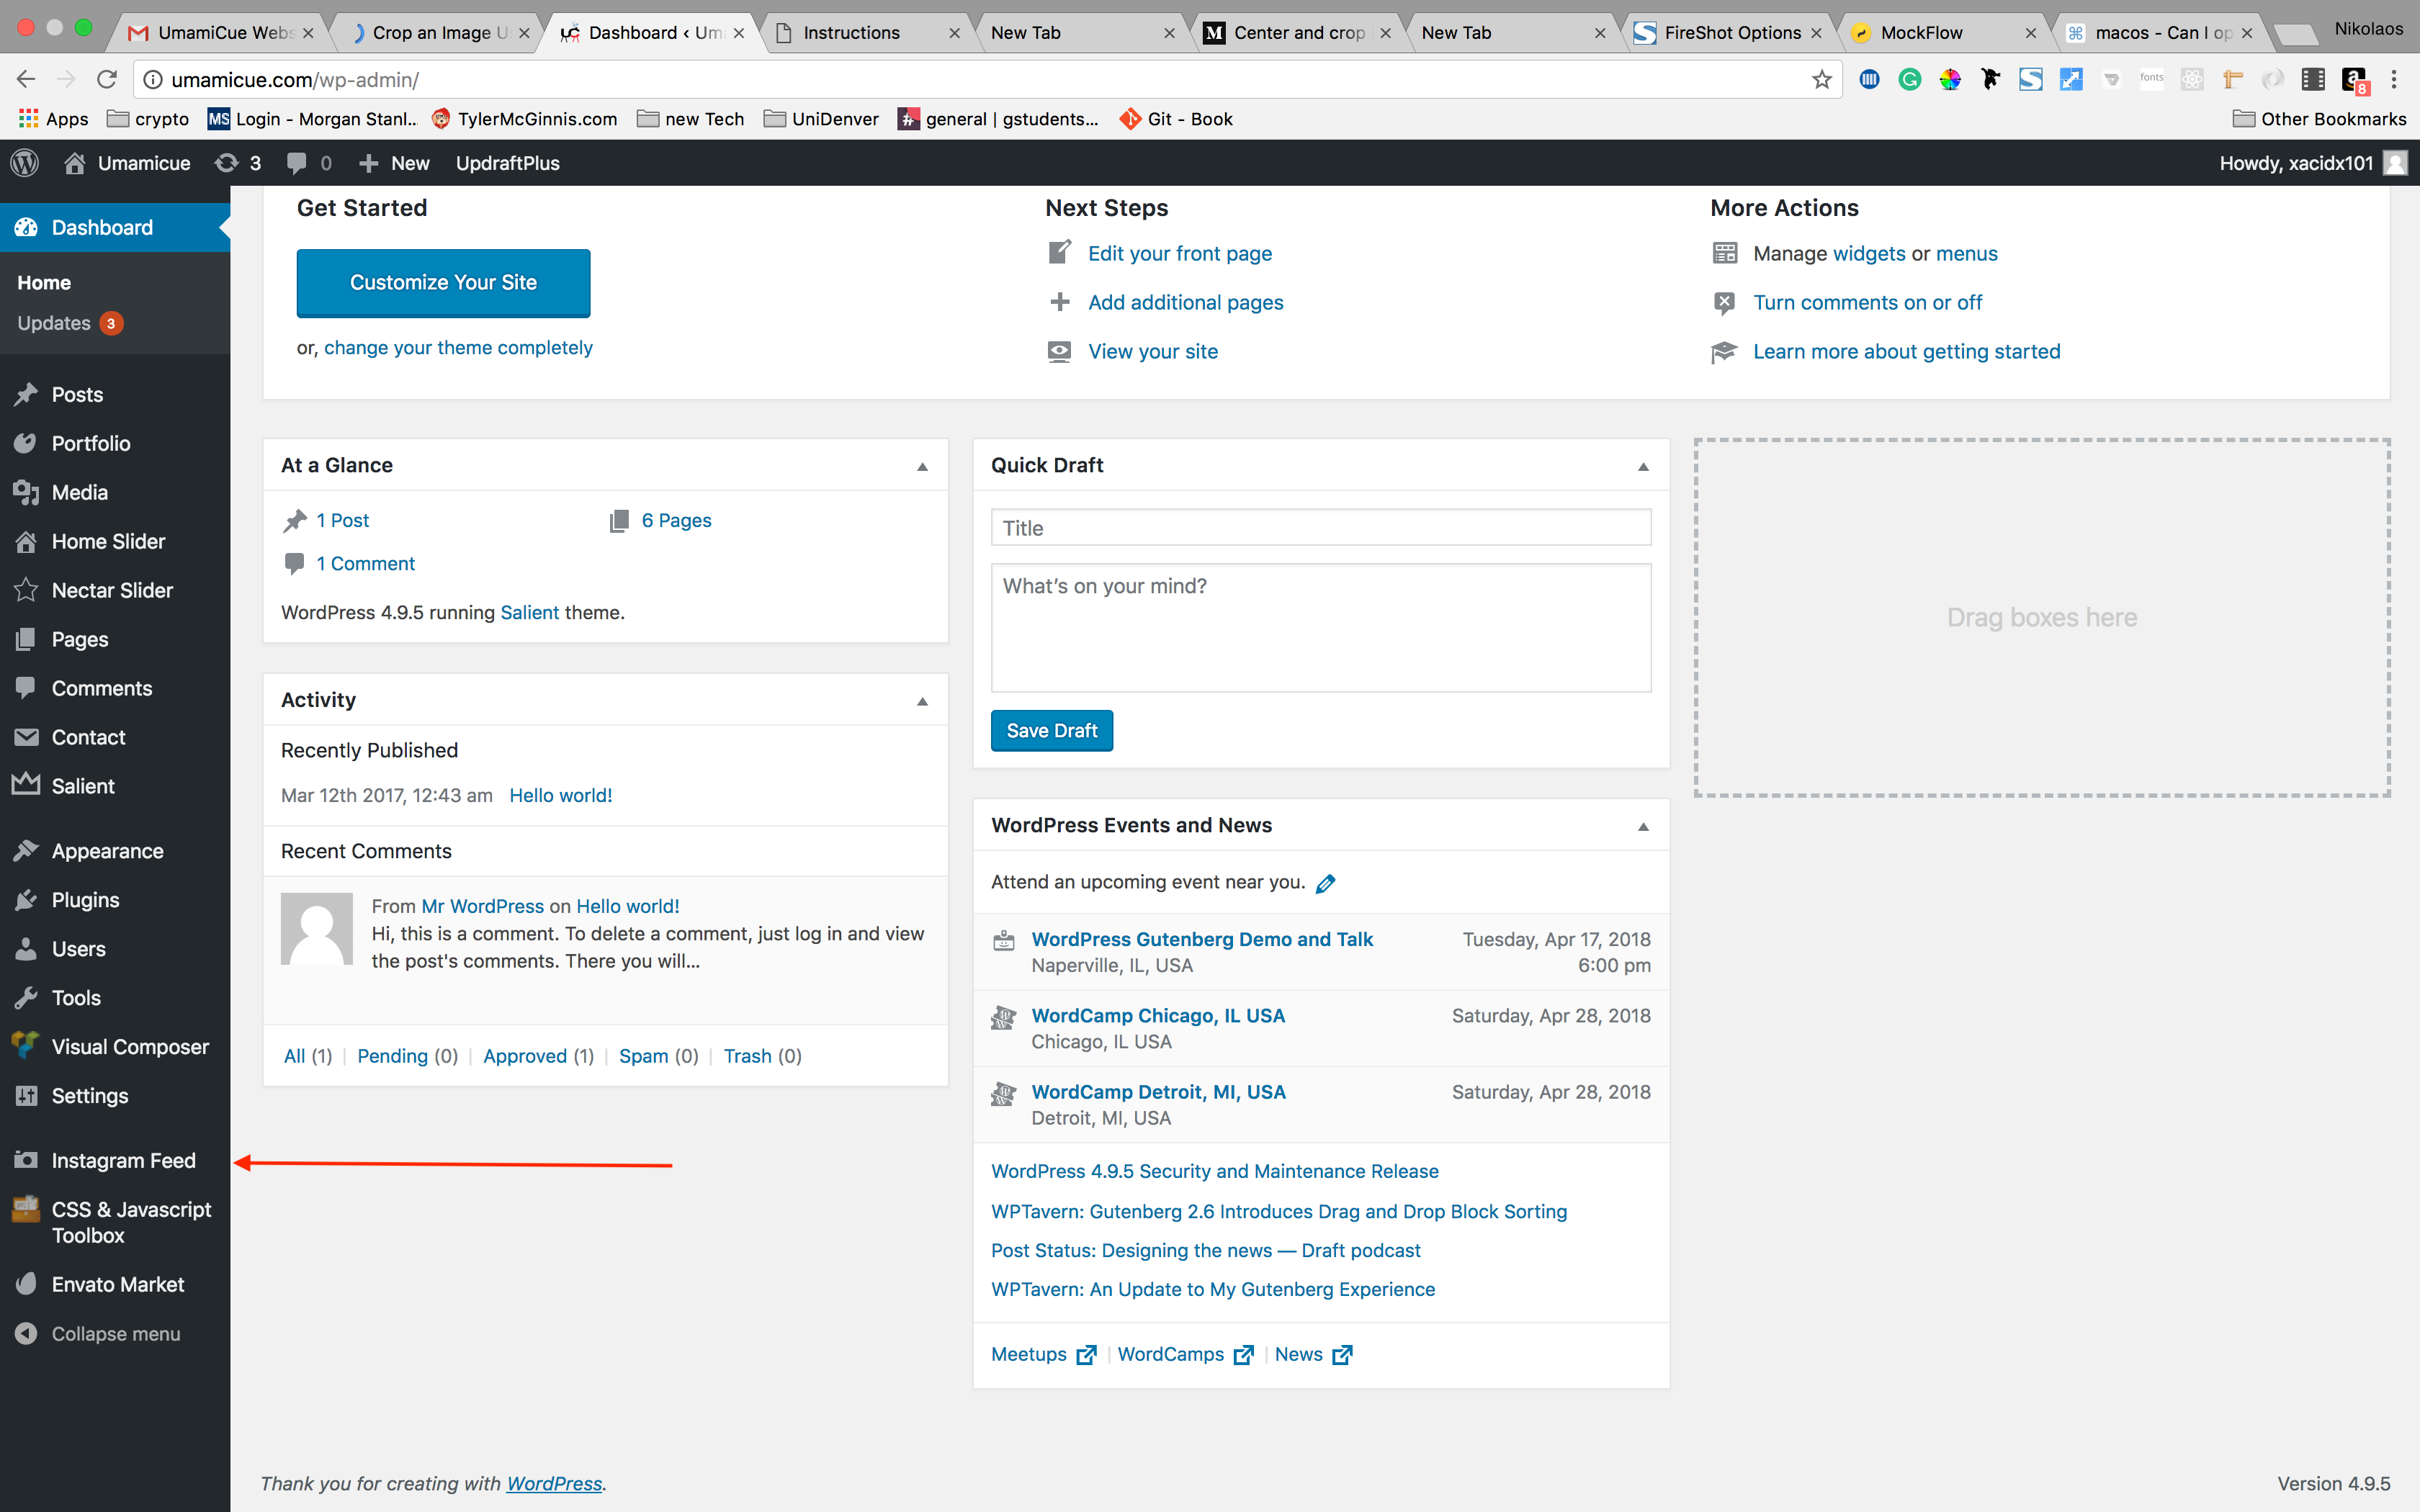 UmamiCue Webs
Crop an Image U
Dashboard ‹ Um
Instructions
New Tab
Center and crop
New Tab
FireShot Options
MockFlow
macos - Can I op
Nikolaos
umamicue.com/wp-admin/
fonts
8
Apps
crypto
MS Login - Morgan Stanl...
TylerMcGinnis.com
new Tech
UniDenver
general | gstudents...
Git - Book
Other Bookmarks
Umamicue
3
0
New
UpdraftPlus
Howdy, xacidx101
Dashboard
Home
Updates 3
Posts
Portfolio
Media
Home Slider
Nectar Slider
Pages
Comments
Contact
Salient
Appearance
Plugins
Users
Tools
Visual Composer
Settings
Instagram Feed
CSS & Javascript
Toolbox
Envato Market
Collapse menu
Get Started
Customize Your Site
or, change your theme completely
Next Steps
Edit your front page
Add additional pages
View your site
More Actions
Manage widgets or menus
Turn comments on or off
Learn more about getting started
At a Glance
1 Post
6 Pages
1 Comment
WordPress 4.9.5 running Salient theme.
Activity
Recently Published
Mar 12th 2017, 12:43 am Hello world!
Recent Comments
From Mr WordPress on Hello world!
Hi, this is a comment. To delete a comment, just log in and view
the post's comments. There you will...
All (1) | Pending (0) | Approved (1) | Spam (0) | Trash (0)
Quick Draft
Title
What's on your mind?
Save Draft
WordPress Events and News
Attend an upcoming event near you.
WordPress Gutenberg Demo and Talk
Naperville, IL, USA
Tuesday, Apr 17, 2018
6:00 pm
WordCamp Chicago, IL USA
Chicago, IL USA
Saturday, Apr 28, 2018
WordCamp Detroit, MI, USA
Detroit, MI, USA
Saturday, Apr 28, 2018
WordPress 4.9.5 Security and Maintenance Release
WPTavern: Gutenberg 2.6 Introduces Drag and Drop Block Sorting
Post Status: Designing the news — Draft podcast
WPTavern: An Update to My Gutenberg Experience
Meetups | WordCamps | News
Drag boxes here
Thank you for creating with WordPress.
Version 4.9.5